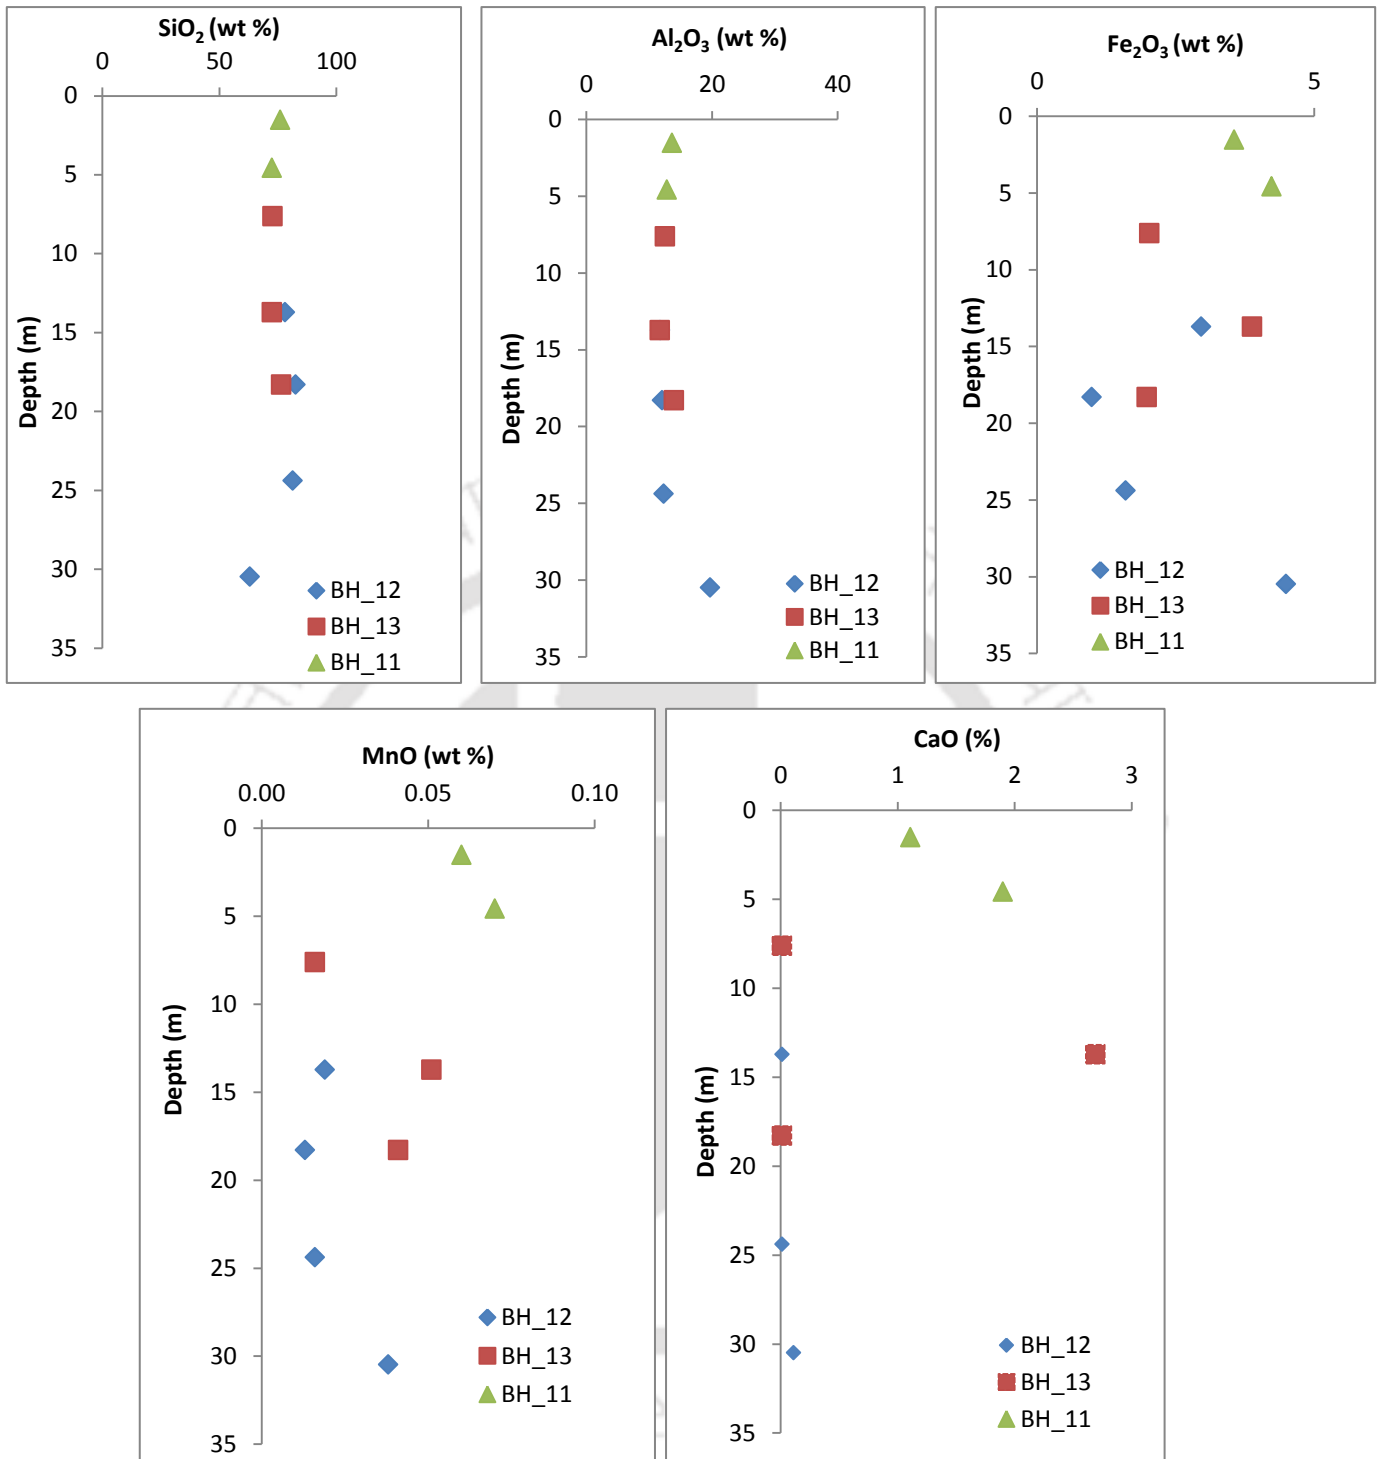 SiO₂ (wt %)
0 50 100
0
5
10
15
20
25
30
35
Depth (m)
BH_12
BH_13
BH_11
Al₂O₃ (wt %)
0 20 40
0
5
10
15
20
25
30
35
Depth (m)
BH_12
BH_13
BH_11
Fe₂O₃ (wt %)
0 5
0
5
10
15
20
25
30
35
Depth (m)
BH_12
BH_13
BH_11
MnO (wt %)
0.00 0.05 0.10
0
5
10
15
20
25
30
35
Depth (m)
BH_12
BH_13
BH_11
CaO (%)
0 1 2 3
0
5
10
15
20
25
30
35
Depth (m)
BH_12
BH_13
BH_11